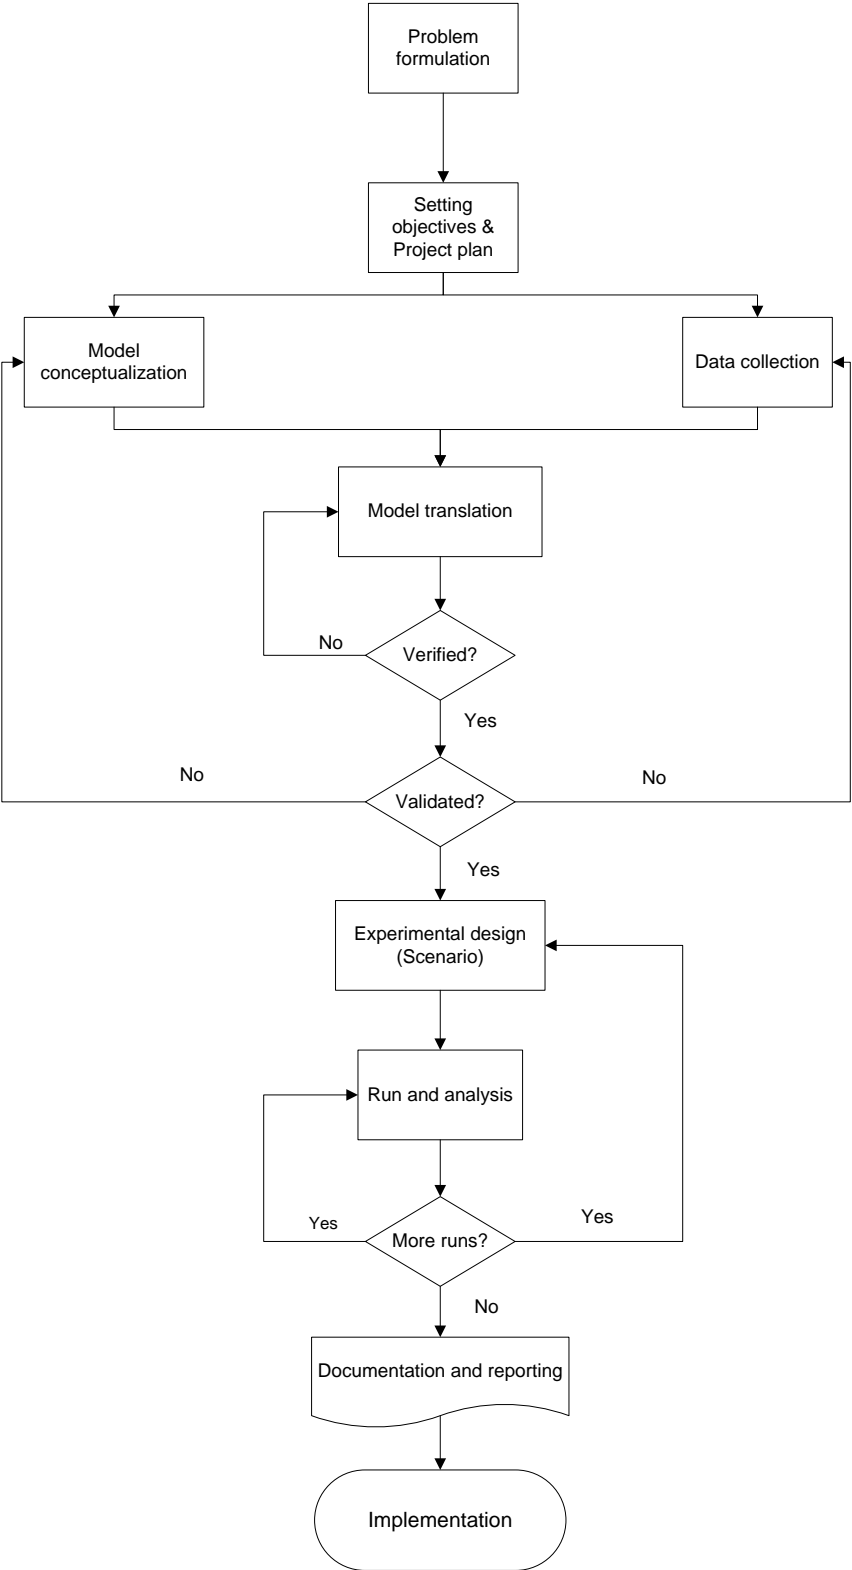 Problem
formulation
Setting
objectives &
Project plan
Model
conceptualization
Data collection
Model translation
No
Verified?
Yes
No
Validated?
No
Yes
Experimental design
(Scenario)
Run and analysis
Yes
More runs?
Yes
No
Documentation and reporting
Implementation